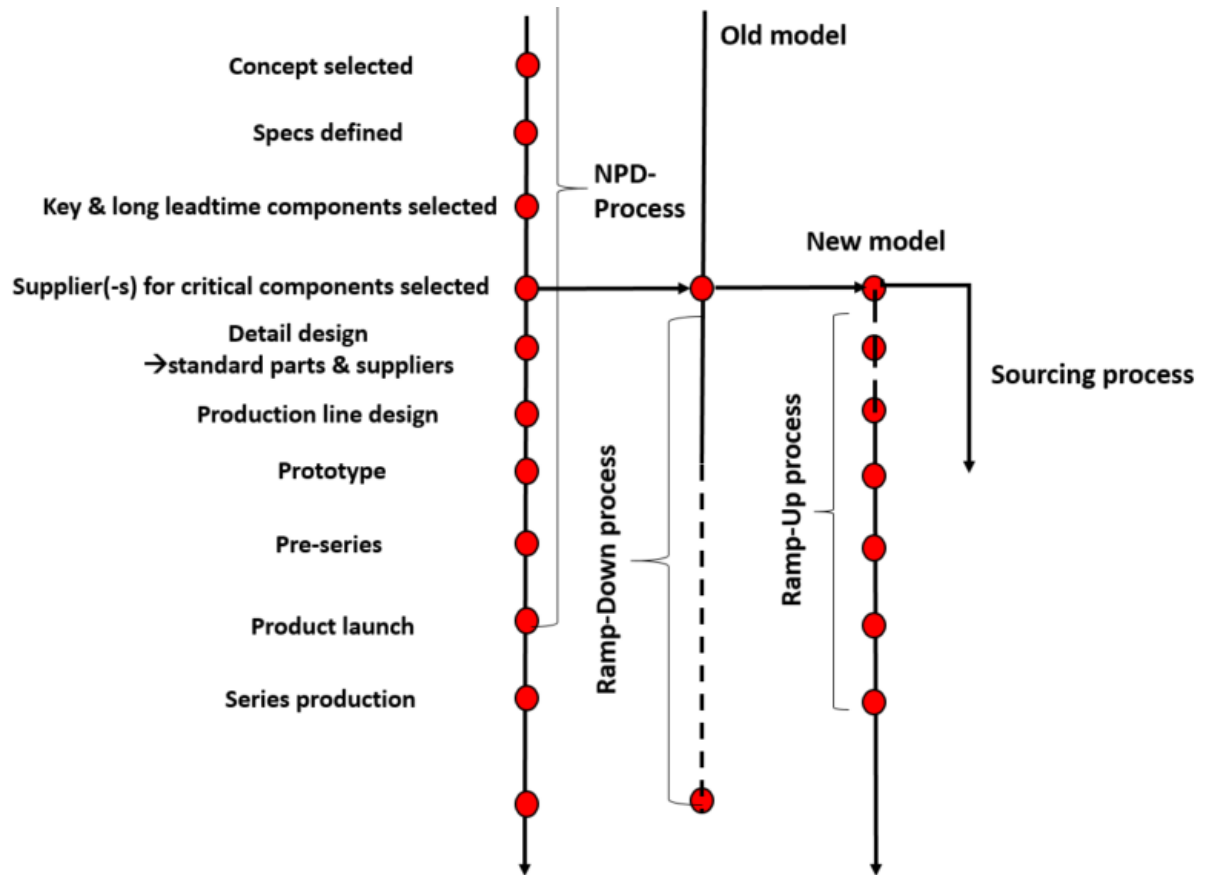 Concept selected
Specs defined
Key & long leadtime components selected
Supplier(-s) for critical components selected
Detail design
→standard parts & suppliers
Production line design
Prototype
Pre-series
Product launch
Series production
NPD-
Process
Old model
Ramp-Down process
New model
Ramp-Up process
Sourcing process